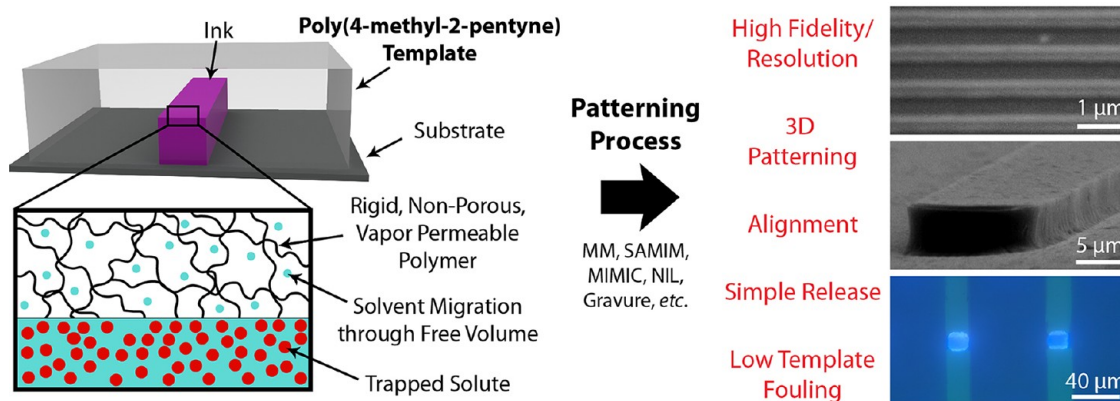 Ink
Poly(4-methyl-2-pentyne)
Template
Substrate
Rigid, Non-Porous,
Vapor Permeable
Polymer
Solvent Migration
through Free Volume
Trapped Solute
Patterning
Process
MM, SAMIM,
MIMIC, NIL,
Gravure, etc.
High Fidelity/
Resolution
3D
Patterning
Alignment
Simple Release
Low Template
Fouling
1 μm
5 μm
40 μm